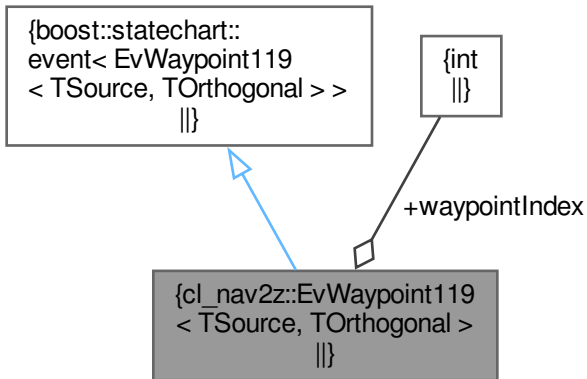 {boost::statechart::
event< EvWaypoint119
< TSource, TOrthogonal > >
||}
{int
||}
+waypointIndex
{cl_nav2z::EvWaypoint119
< TSource, TOrthogonal >
||}